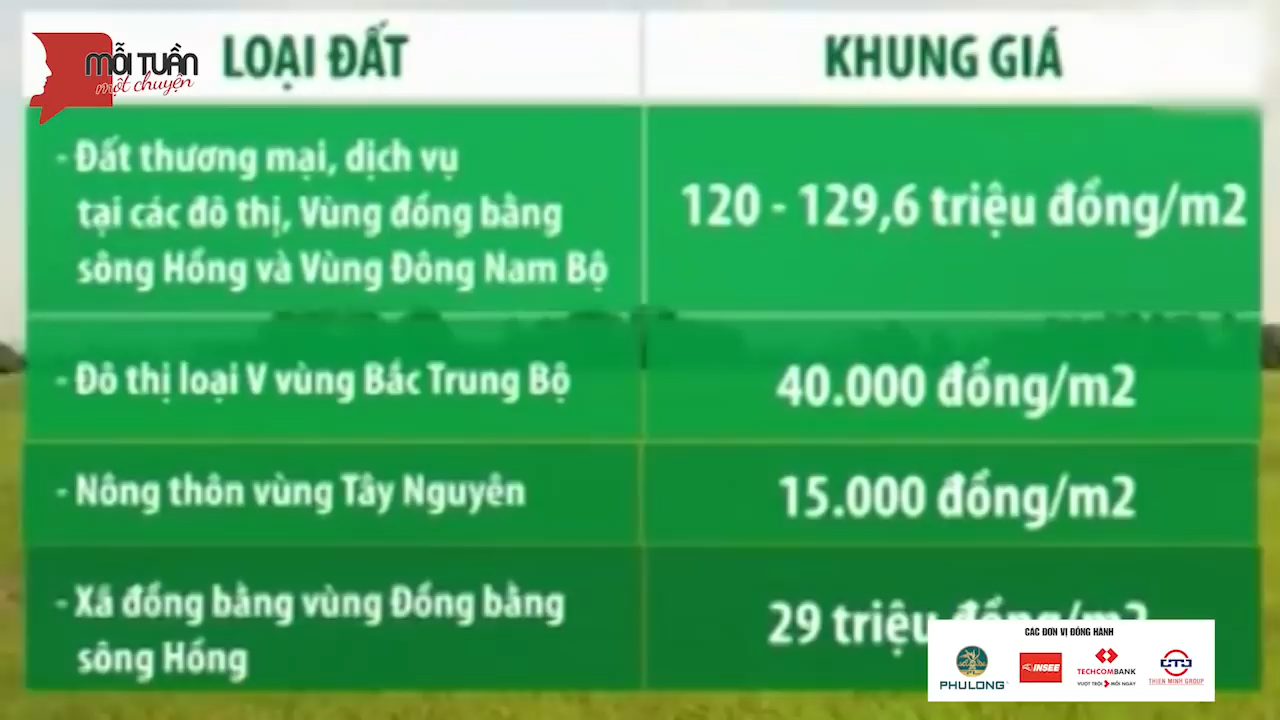 MỖI TUẦN
một chuyện
LOẠI ĐẤT
KHUNG GIÁ
- Đất thương mại, dịch vụ
tại các đô thị, Vùng đồng bằng
sông Hồng và Vùng Đông Nam Bộ
120 - 129,6 triệu đồng/m2
- Đô thị loại V vùng Bắc Trung Bộ
40.000 đồng/m2
- Nông thôn vùng Tây Nguyên
15.000 đồng/m2
- Xã đồng bằng vùng Đồng bằng
sông Hồng
29 triệu đồng/m2
CÁC ĐƠN VỊ ĐỒNG HÀNH
PHULONG
INSEE
TECHCOMBANK
VƯỢT TRỘI MỖI NGÀY
THIEN MINH GROUP